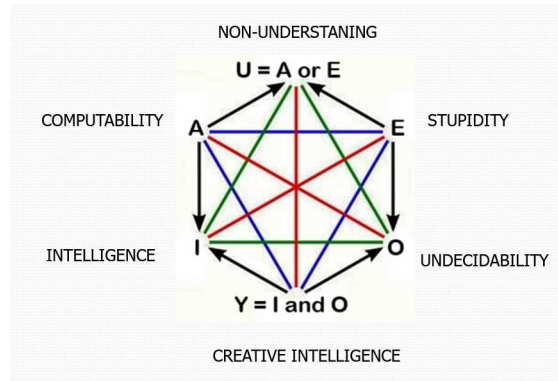 NON-UNDERSTANING
U = A or E
COMPUTABILITY A E STUPIDITY
INTELLIGENCE I O UNDECIDABILITY
Y = I and O
CREATIVE INTELLIGENCE